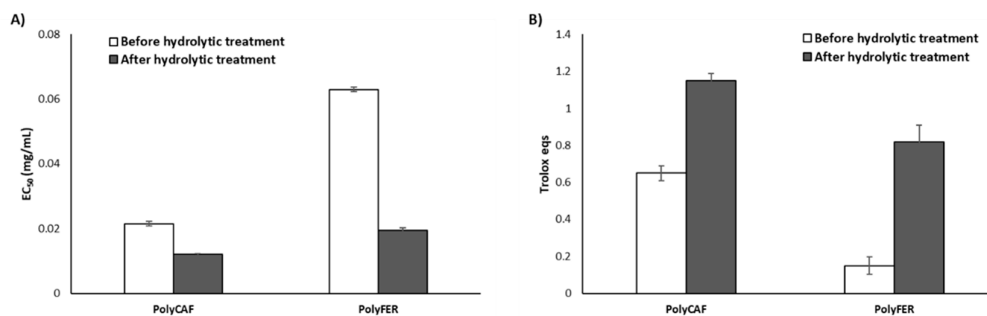 A)
EC50 (mg/mL)
0.08
0.06
0.04
0.02
0
Before hydrolytic treatment
After hydrolytic treatment
PolyCAF
PolyFER
B)
Trolox eqs
1.4
1.2
1
0.8
0.6
0.4
0.2
0
Before hydrolytic treatment
After hydrolytic treatment
PolyCAF
PolyFER